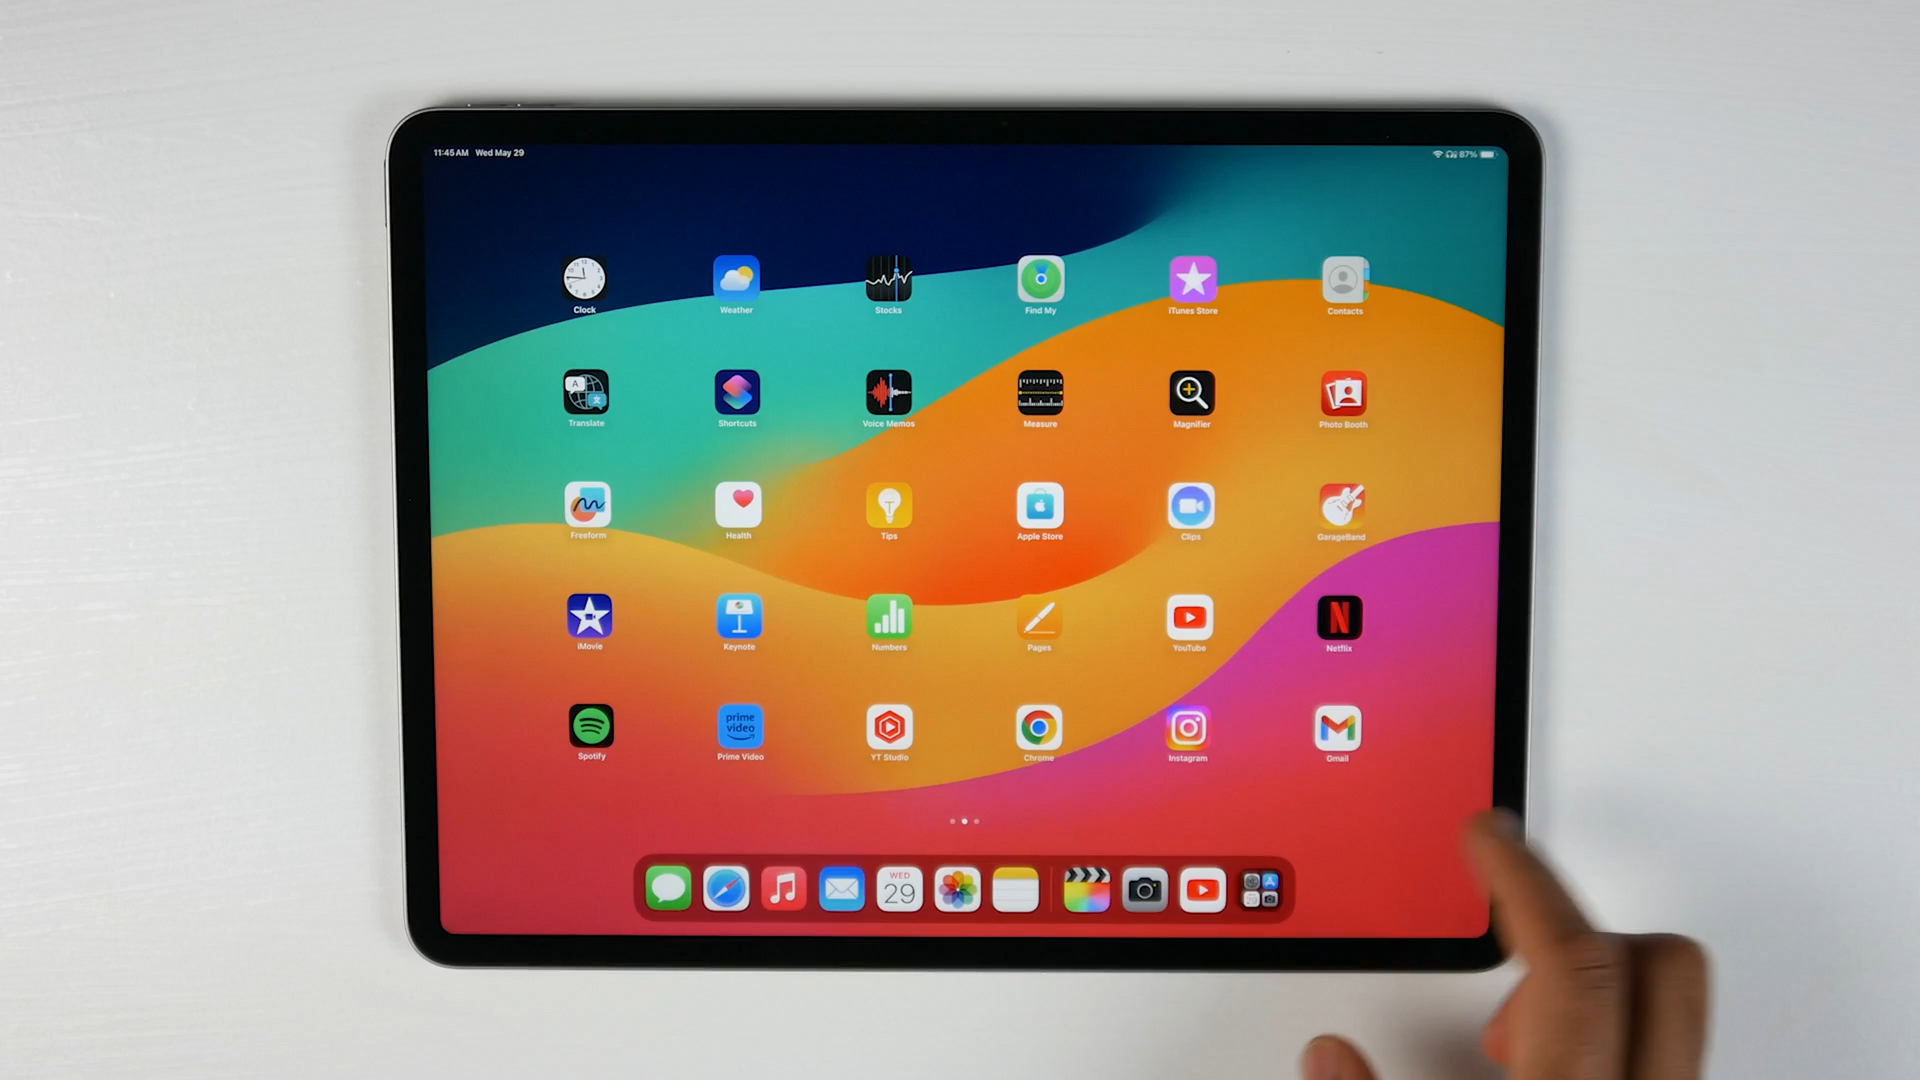 11:45 AM Wed May 29
87%
Clock Weather Stocks Find My iTunes Store Contacts
Translate Shortcuts Voice Memos Measure Magnifier Photo Booth
Freeform Health Tips Apple Store Clips GarageBand
iMovie Keynote Numbers Pages YouTube Netflix
prime
video
Spotify Prime Video YT Studio Chrome Instagram Gmail
WED
29